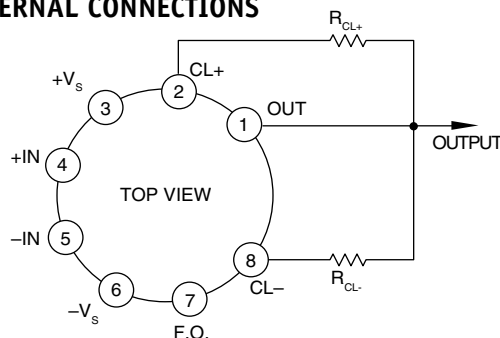 ERNAL CONNECTIONS
R_CL+
+V_S
CL+
2
3
1
OUT
+IN
4
OUTPUT
TOP VIEW
–IN
5
8
R_CL-
CL–
6
–V_S
7
F.O.